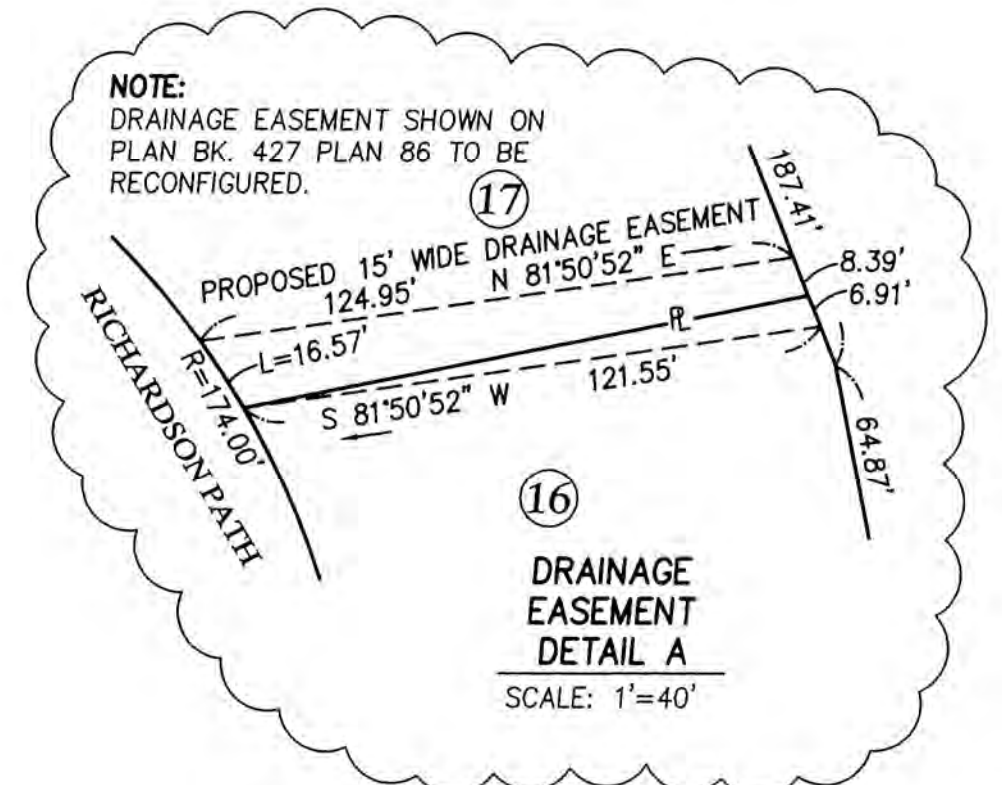 NOTE:
DRAINAGE EASEMENT SHOWN ON
PLAN BK. 427 PLAN 86 TO BE
RECONFIGURED.
17
187.41'
PROPOSED 15' WIDE DRAINAGE EASEMENT
124.95'
N 81°50'52" E
8.39'
6.91'
RICHARDSON PATH
R=174.00'
L=16.57'
PL
S 81°50'52" W
121.55'
64.87'
16
DRAINAGE
EASEMENT
DETAIL A
SCALE: 1'=40'